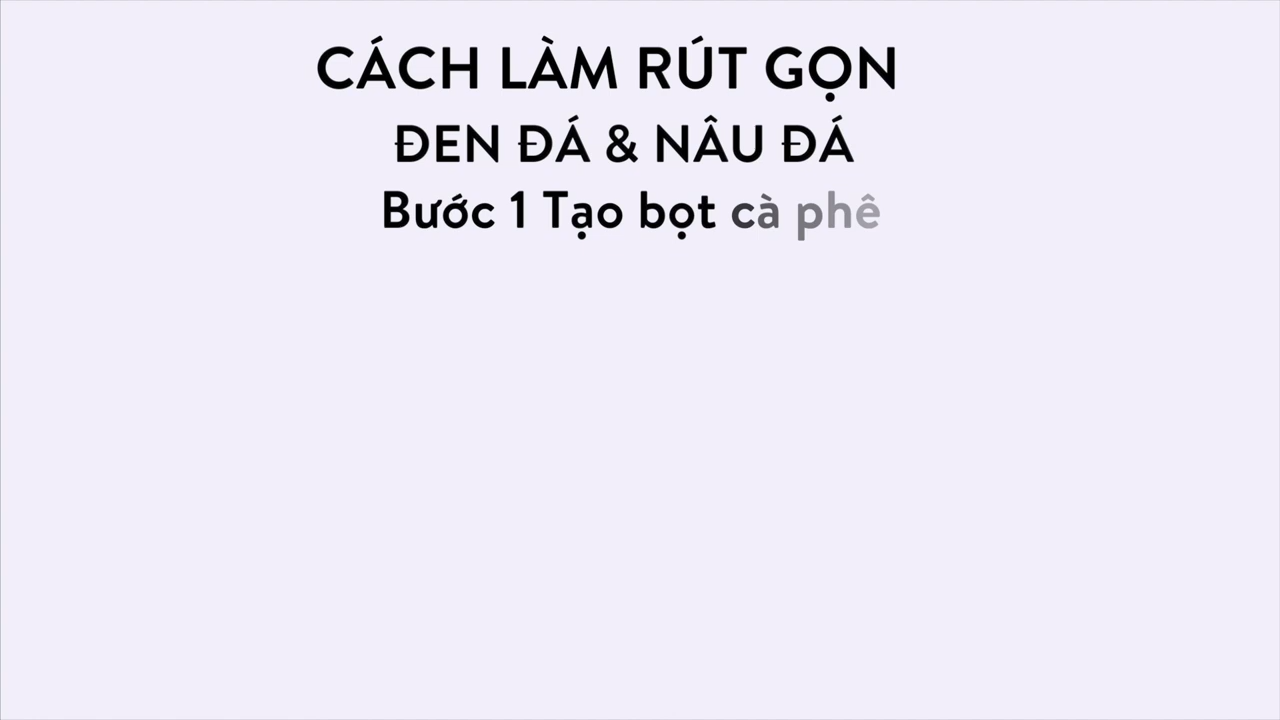 CÁCH LÀM RÚT GỌN
ĐEN ĐÁ & NÂU ĐÁ
Bước 1 Tạo bọt cà phê